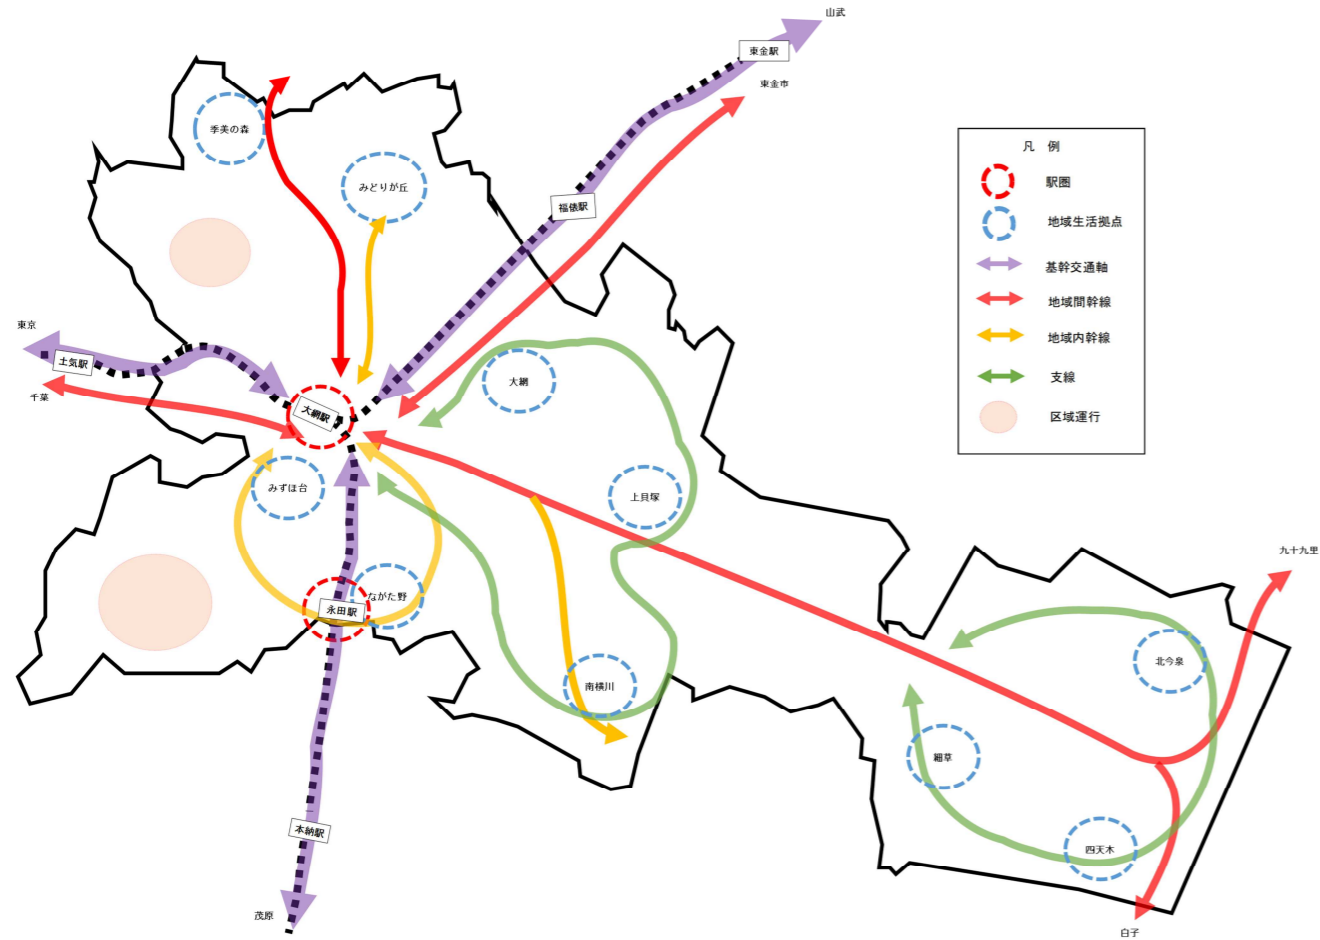 山武
東金駅
東金市
季美の森
みどりが丘
福俵駅
東京
土気駅
千葉
大網駅
大網
みずほ台
上貝塚
永田駅
ながた野
南横川
本納駅
茂原
九十九里
北今泉
細草
四天木
白子
凡 例
駅圏
地域生活拠点
基幹交通軸
地域間幹線
地域内幹線
支線
区域運行